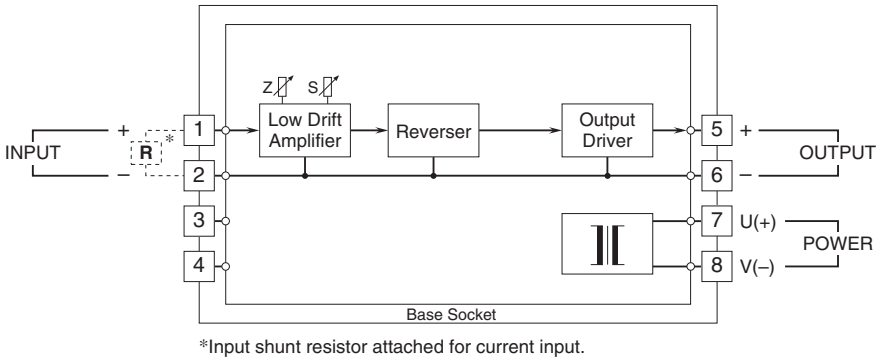 Z S
1 Low Drift Amplifier Reverser Output Driver 5 +
+ *
INPUT R OUTPUT
– 2 6 –
3 7 U(+)
POWER
4 8 V(–)
Base Socket
*Input shunt resistor attached for current input.